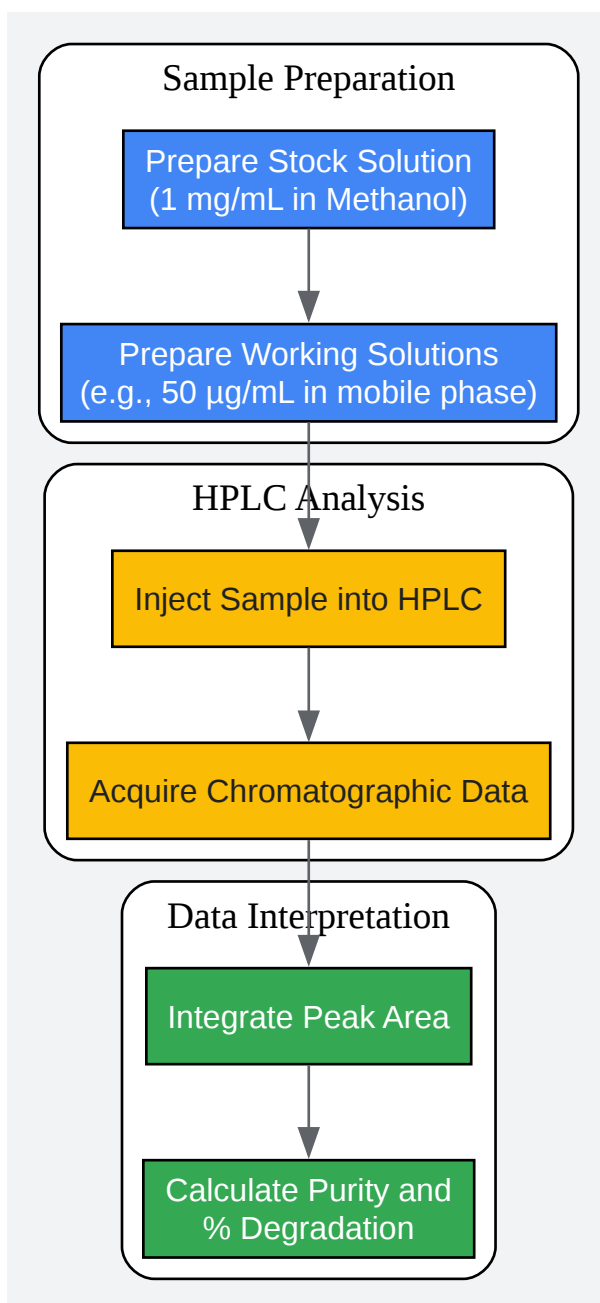 Sample Preparation
Prepare Stock Solution
(1 mg/mL in Methanol)
Prepare Working Solutions
(e.g., 50 µg/mL in mobile phase)
HPLC Analysis
Inject Sample into HPLC
Acquire Chromatographic Data
Data Interpretation
Integrate Peak Area
Calculate Purity and
% Degradation